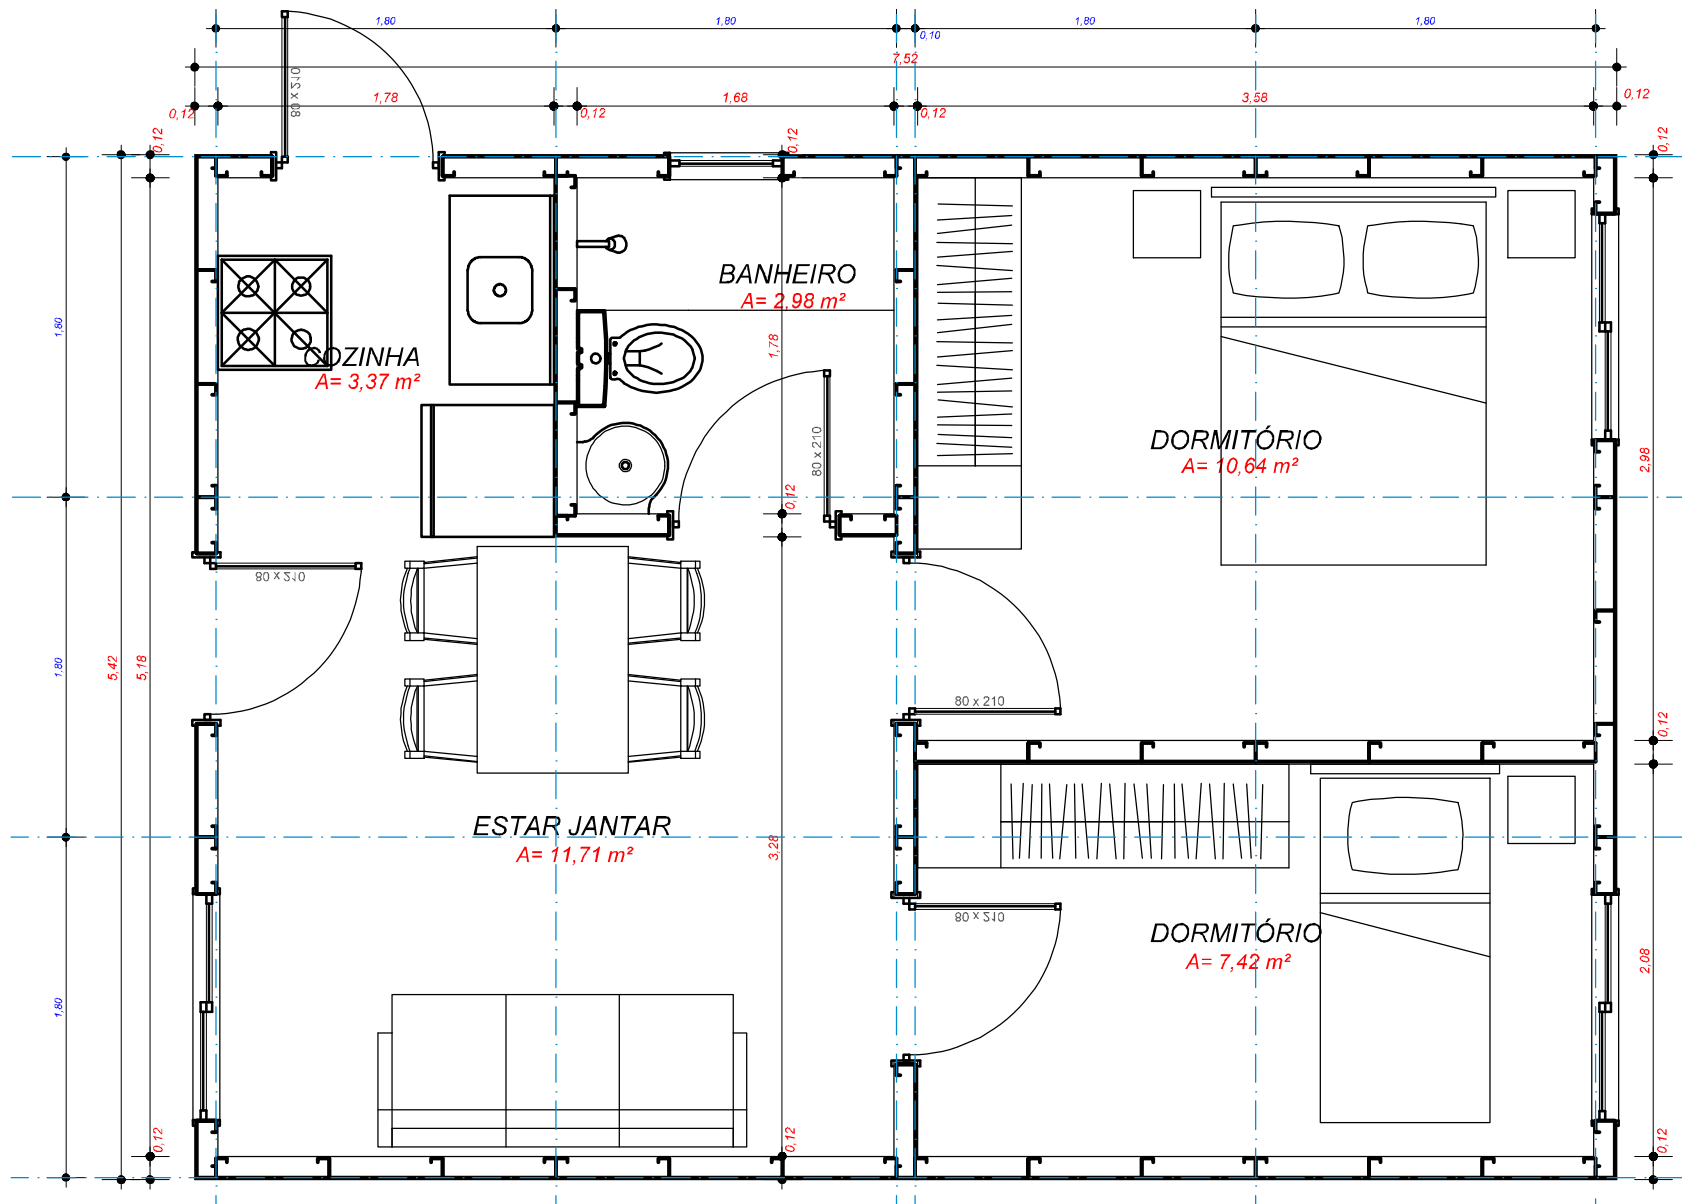 1,80
1,80
1,80
1,80
0,10
7,52
0,12
1,78
0,12
1,68
0,12
3,58
0,12
80 x 210
0,12
0,12
0,12
BANHEIRO
A= 2,98 m²
1,80
1,78
COZINHA
A= 3,37 m²
DORMITÓRIO
A= 10,64 m²
80 x 210
2,98
0,12
80 x 210
1,80
5,42
5,18
80 x 210
0,12
ESTAR JANTAR
A= 11,71 m²
3,28
80 x 210
DORMITÓRIO
A= 7,42 m²
2,08
1,80
0,12
0,12
0,12